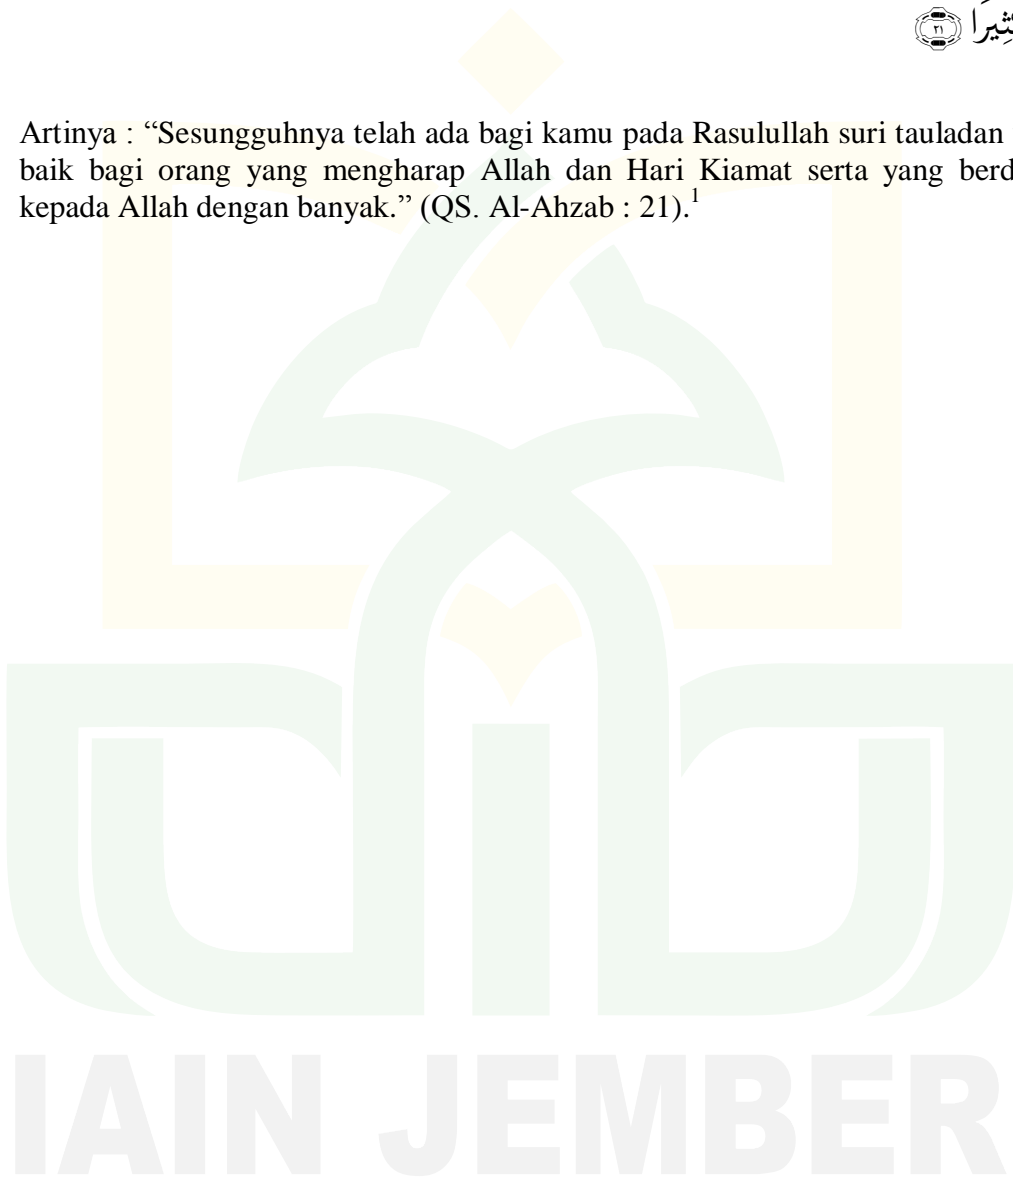 ۝٢١
Artinya : “Sesungguhnya telah ada bagi kamu pada Rasulullah suri tauladan
baik bagi orang yang mengharap Allah dan Hari Kiamat serta yang
kepada Allah dengan banyak.” (QS. Al-Ahzab : 21).¹
IAIN JEMBER